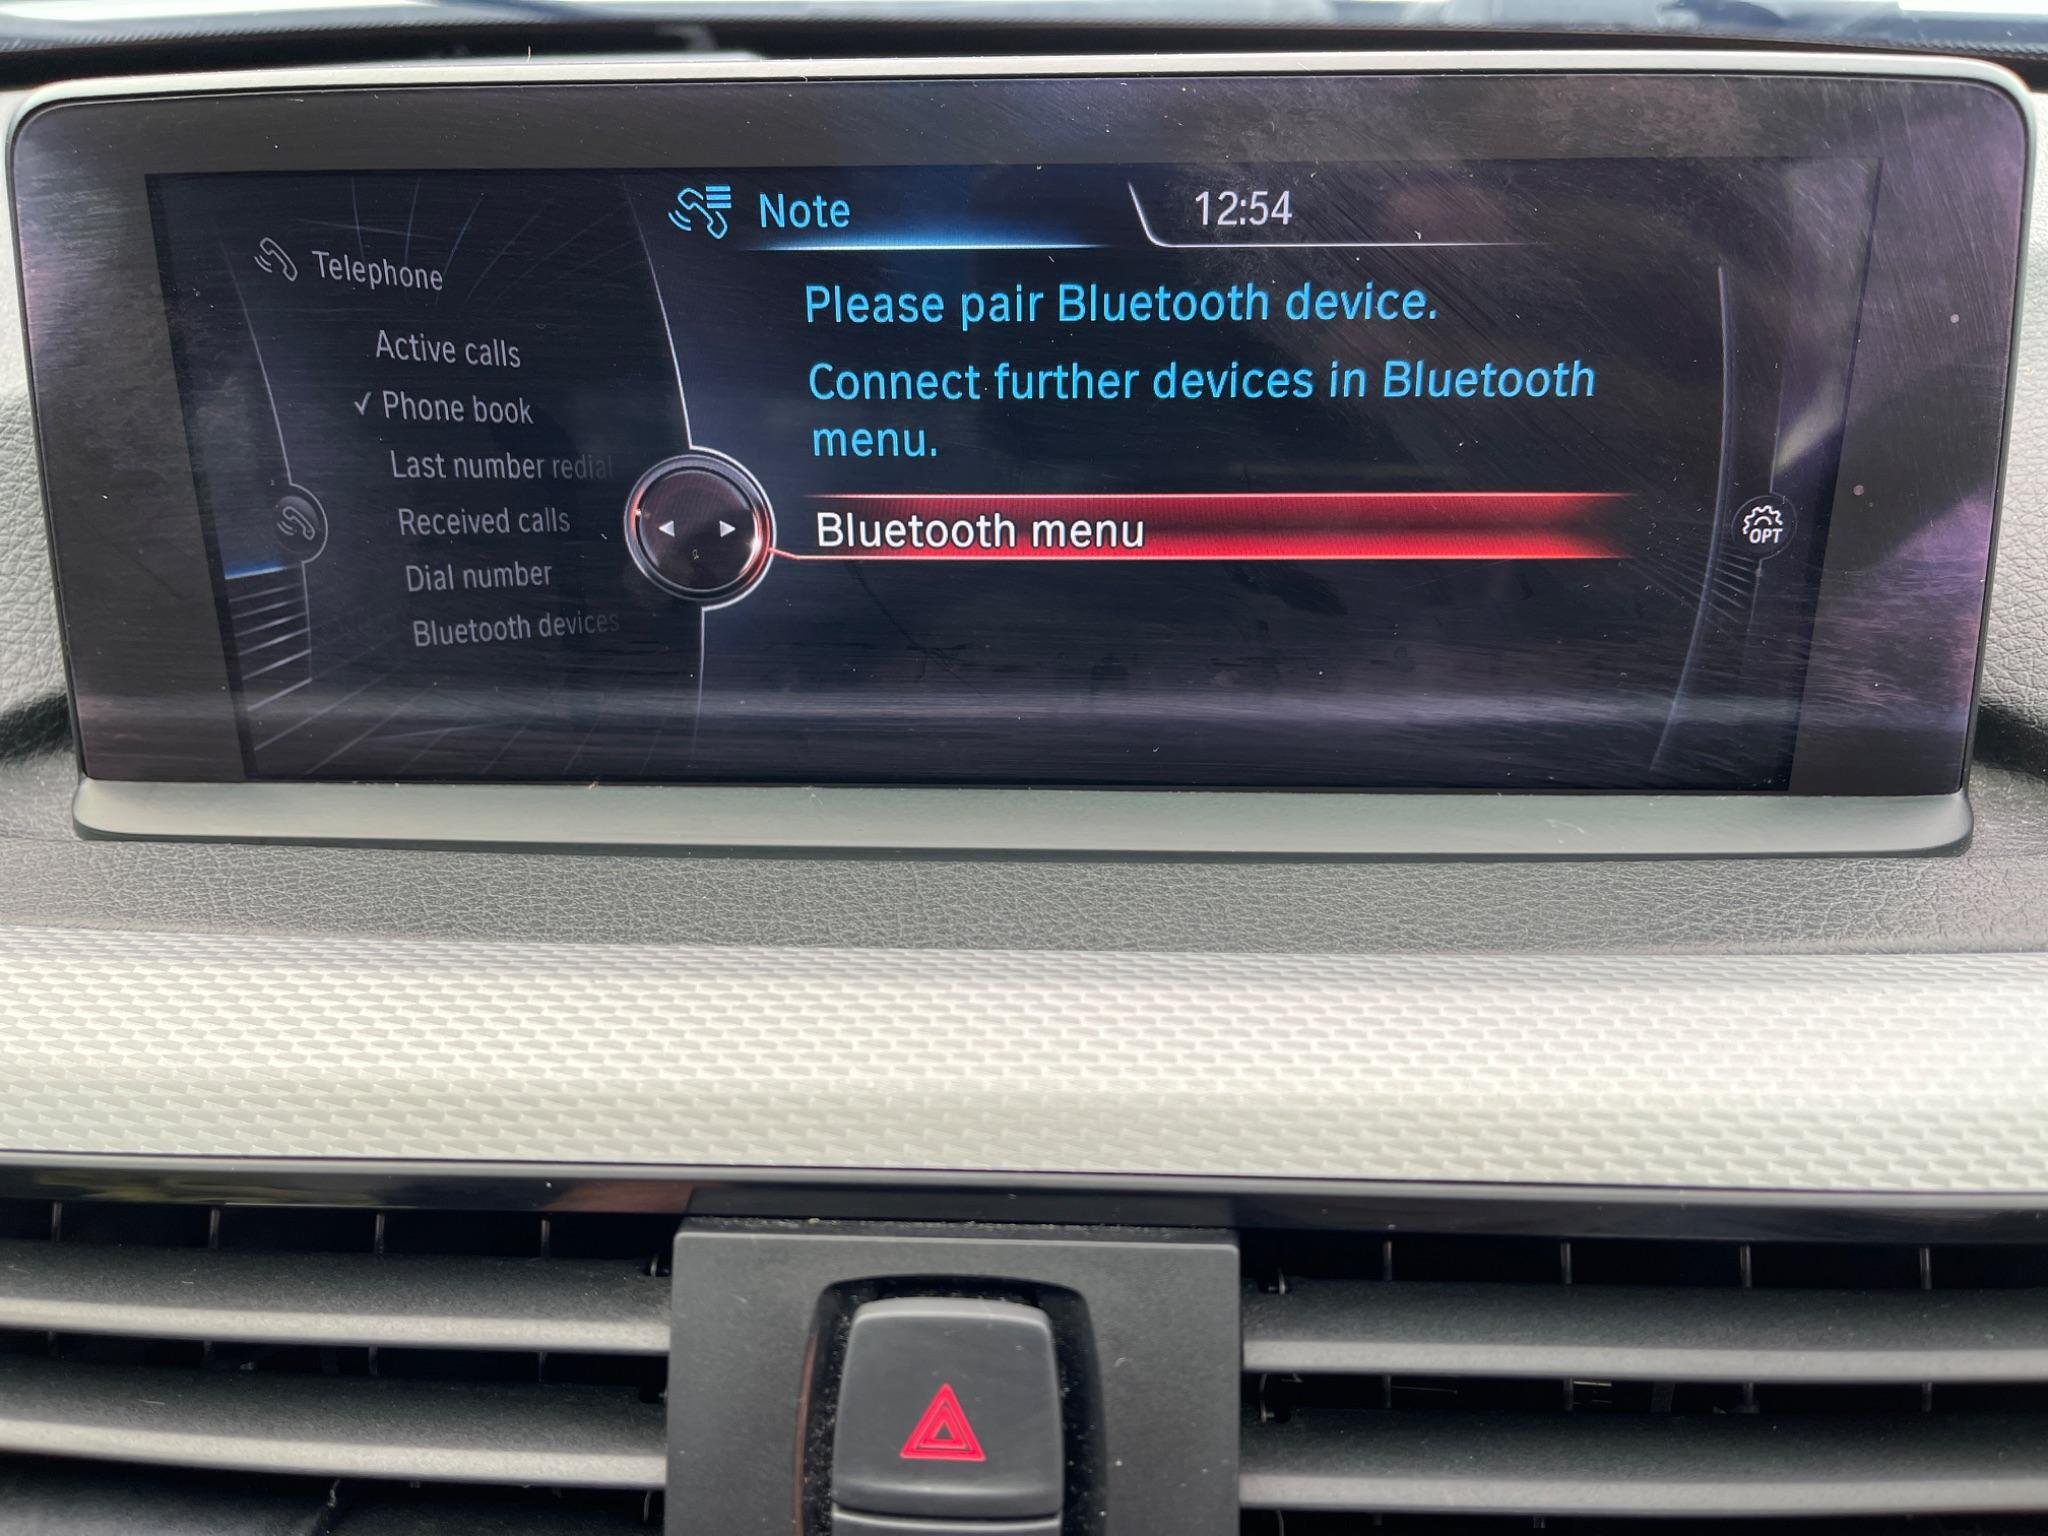 Note
12:54
Telephone
Active calls
✓ Phone book
Last number redial
Received calls
Dial number
Bluetooth devices
Please pair Bluetooth device.
Connect further devices in Bluetooth
menu.
Bluetooth menu
OPT